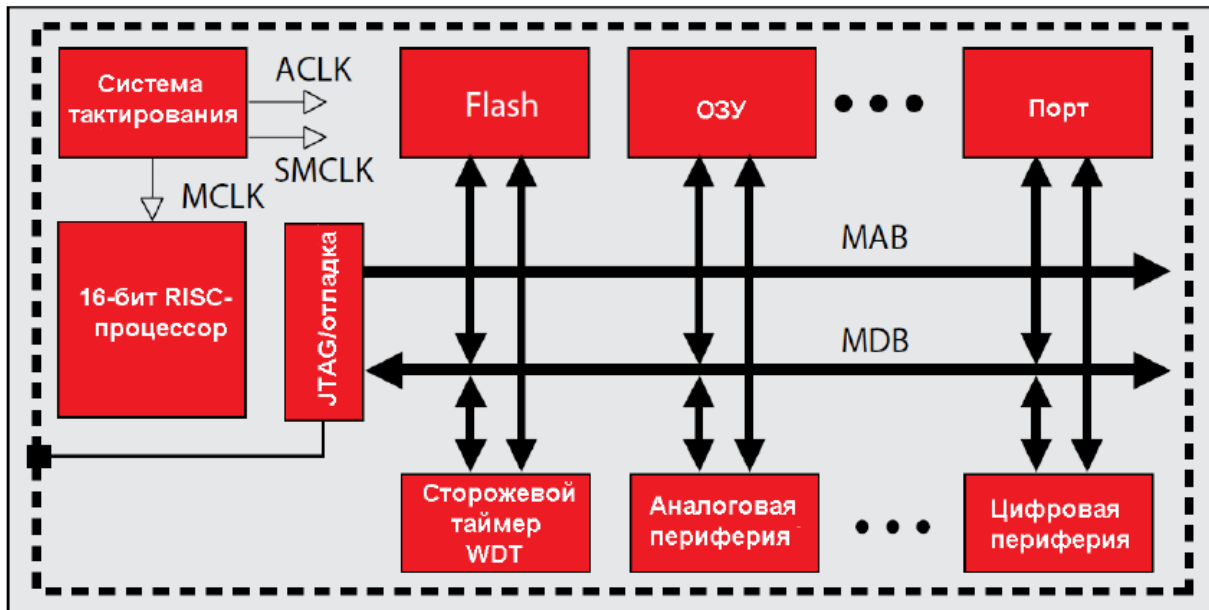 Система
тактирования
ACLK
SMCLK
MCLK
Flash
ОЗУ
Порт
16-бит RISC-
процессор
JTAG/отладка
MAB
MDB
Сторожевой
таймер
WDT
Аналоговая
периферия
Цифровая
периферия